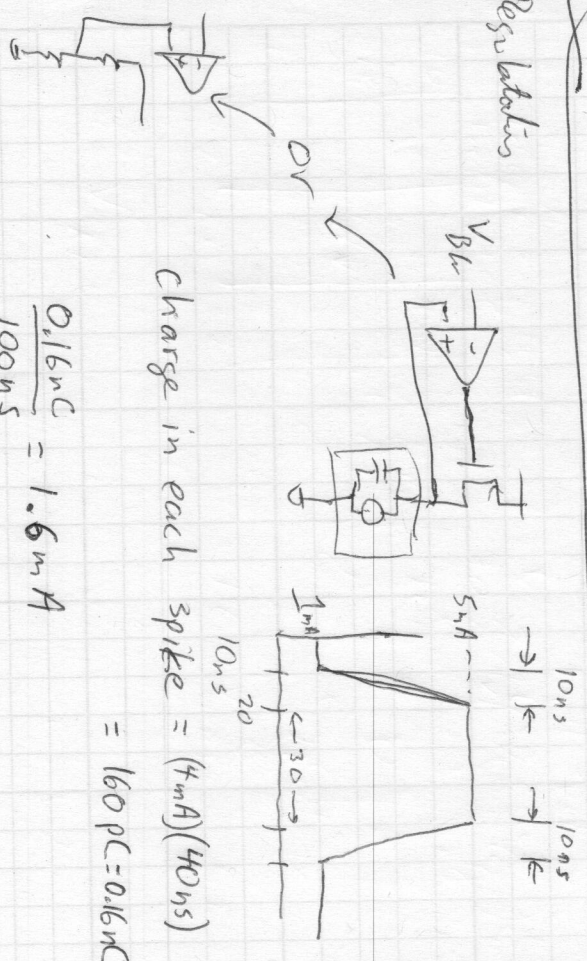 Regulators
V_BL
- +
Or
5mA
1mA
10ns
10ns
10ns
20
←30→
charge in each spike = (4mA)(40ns)
= 160pC = 0.16nC
0.16nC
100ns
= 1.6mA